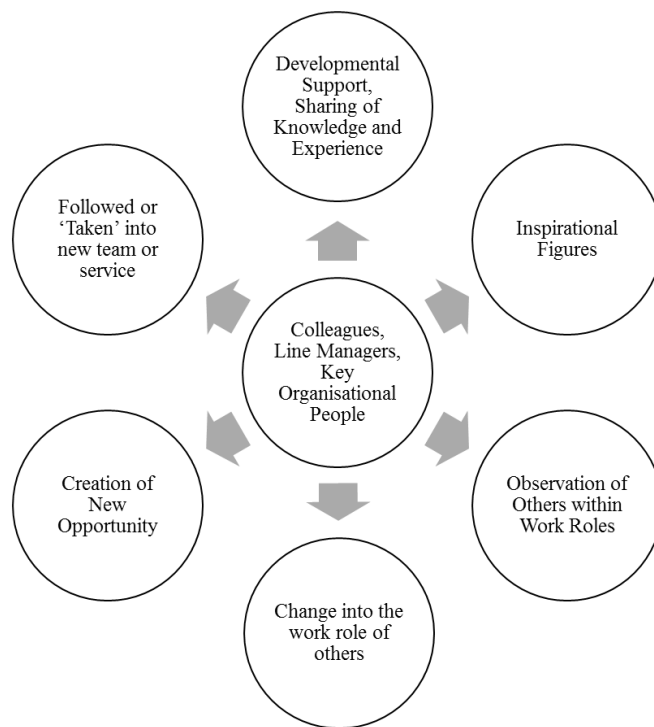 Developmental
Support,
Sharing of
Knowledge and
Experience
Followed or
‘Taken’ into
new team or
service
Inspirational
Figures
Colleagues,
Line Managers,
Key
Organisational
People
Creation of
New
Opportunity
Observation of
Others within
Work Roles
Change into the
work role of
others